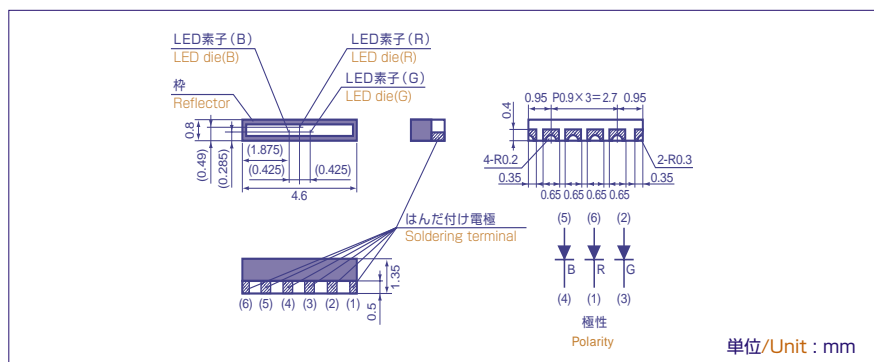 LED素子(B)
LED die(B)
LED素子(R)
LED die(R)
LED素子(G)
LED die(G)
枠
Reflector
0.8
(0.49)
(0.285)
(1.875)
(0.425)
(0.425)
4.6
0.95 P0.9×3=2.7 0.95
0.4
4-R0.2
2-R0.3
0.35
0.35
0.65 0.65 0.65 0.65
はんだ付け電極
Soldering terminal
1.35
0.5
(6) (5) (4) (3) (2) (1)
(5) (6) (2)
B R G
(4) (1) (3)
極性
Polarity
単位/Unit : mm